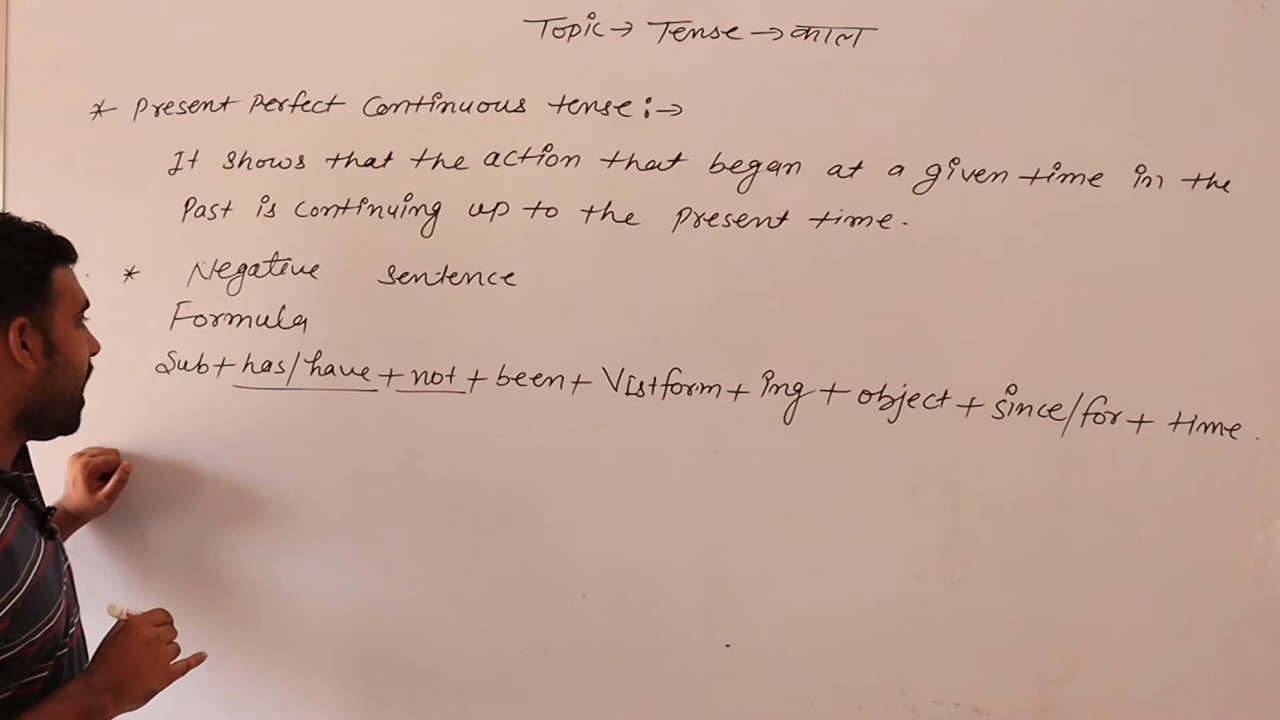 Topic → Tense → काल
* Present Perfect Continuous tense :→
It shows that the action that began at a given time in the
Past is continuing up to the present time.
* Negative sentence
Formula
Sub + has/have + not + been + V1st form + ing + object + since/for + time.